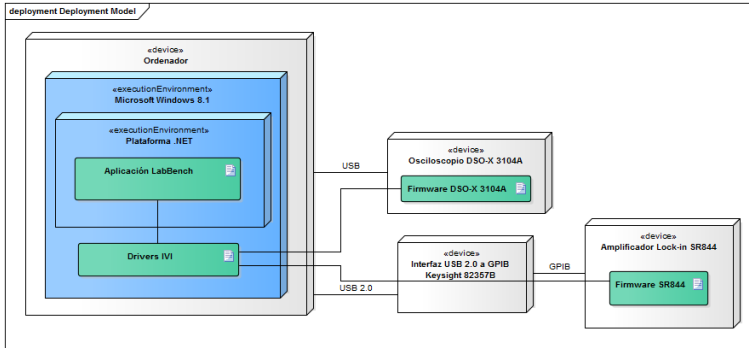 deployment Deployment Model
«device»
Ordenador
«executionEnvironment»
Microsoft Windows 8.1
«executionEnvironment»
Plataforma .NET
Aplicación LabBench
Drivers IVI
USB
«device»
Osciloscopio DSO-X 3104A
Firmware DSO-X 3104A
«device»
Interfaz USB 2.0 a GPIB
Keysight 82357B
USB 2.0
GPIB
«device»
Amplificador Lock-in SR844
Firmware SR844